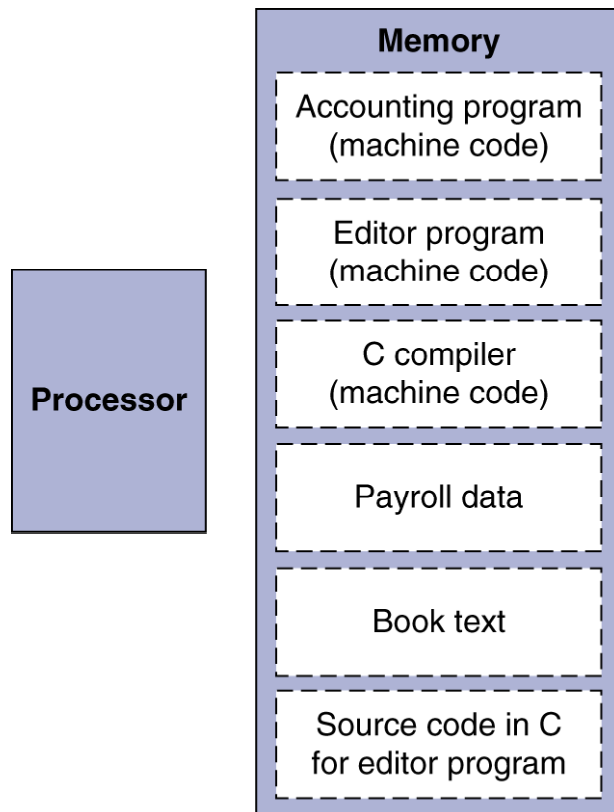 Memory
Accounting program
(machine code)
Editor program
(machine code)
C compiler
(machine code)
Processor
Payroll data
Book text
Source code in C
for editor program